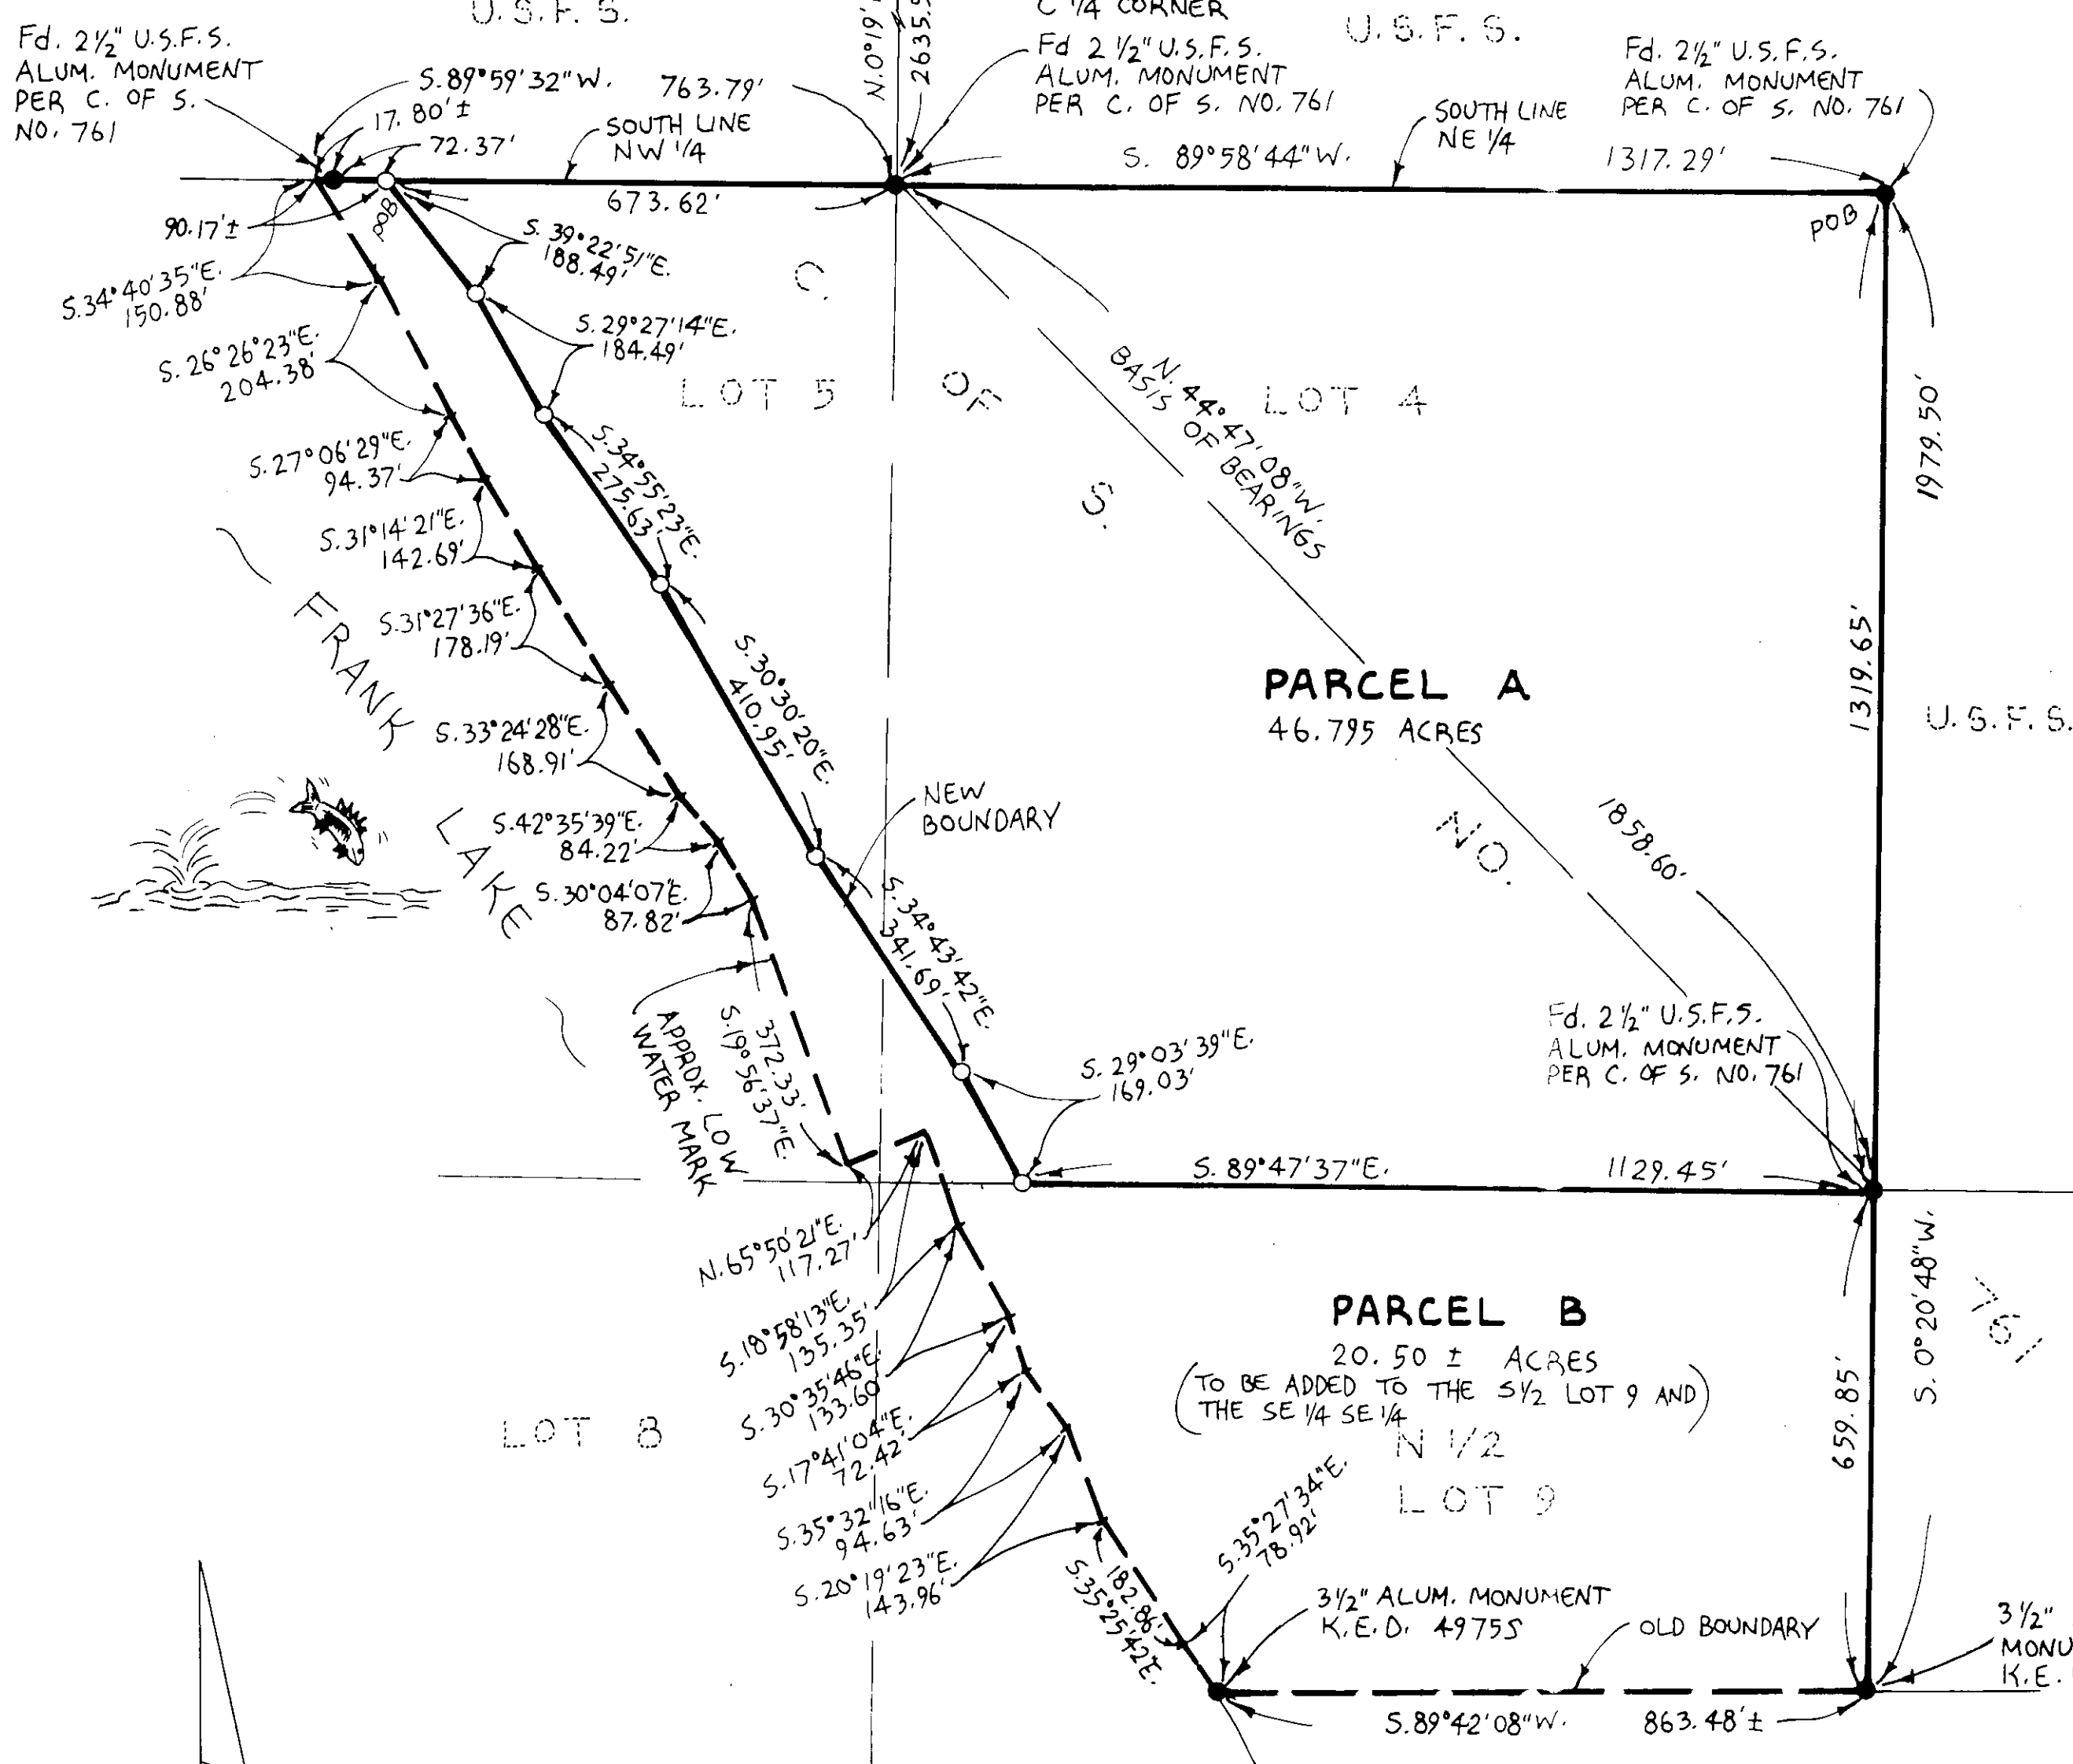 U.S.F.S.
Fd. 2½" U.S.F.S.
ALUM. MONUMENT
PER C. OF S.
NO. 761
S.89°59'32"W. 763.79'
17.80'±
72.37'
SOUTH LINE
NW 1/4
673.62'
90.17'±
POB
N.0°19'
2635.
C 1/4 CORNER
Fd 2 1/2" U.S.F.S.
ALUM. MONUMENT
PER C. OF S. NO. 761
U.S.F.S.
Fd. 2½" U.S.F.S.
ALUM. MONUMENT
PER C. OF S. NO. 761
SOUTH LINE
NE 1/4
S. 89°58'44"W. 1317.29'
POB
S.34°40'35"E.
150.88'
S.26°26°23"E.
204.38'
S.27°06'29"E.
94.37'
S.31°14'21"E.
142.69'
S.31°27'36"E.
178.19'
S.33°24'28"E.
168.91'
S.42°35'39"E.
84.22'
S.30°04'07"E.
87.82'
372.33'
S.19°56'37"E.
APPROX. LOW
WATER MARK
S.39°22'51"E.
188.49'
S.29°27'14"E.
184.49'
S.34°55'23"E.
275.63'
S.30°30'20"E.
410.95'
S.34°43'42"E.
341.69'
S.29°03'39"E.
169.03'
NEW
BOUNDARY
FRANK
LAKE
LOT 5
C.
OF
S.
NO.
761
LOT 4
N.44°47'08"W.
BASIS OF BEARINGS
PARCEL A
46.795 ACRES
1858.60'
1979.50'
1319.65'
U.S.F.S.
Fd. 2½" U.S.F.S.
ALUM. MONUMENT
PER C. OF S. NO. 761
S.89°47'37"E. 1129.45'
N.65°50'21"E.
117.27'
S.18°58'13"E.
135.35'
S.30°35'46"E.
133.60'
S.17°41'04"E.
72.42'
S.35°32"16"E.
94.63'
S.20°19'23"E.
143.96'
182.86'
S.35°25'42"E.
S.35°27'34"E.
78.92'
PARCEL B
20.50 ± ACRES
(TO BE ADDED TO THE S1/2 LOT 9 AND)
THE SE 1/4 SE 1/4
N 1/2
LOT 9
LOT 8
659.85'
S.0°20'48"W.
3½" ALUM. MONUMENT
K.E.D. 4975S
OLD BOUNDARY
S.89°42'08"W. 863.48'±
3½"
MONU
K.E.